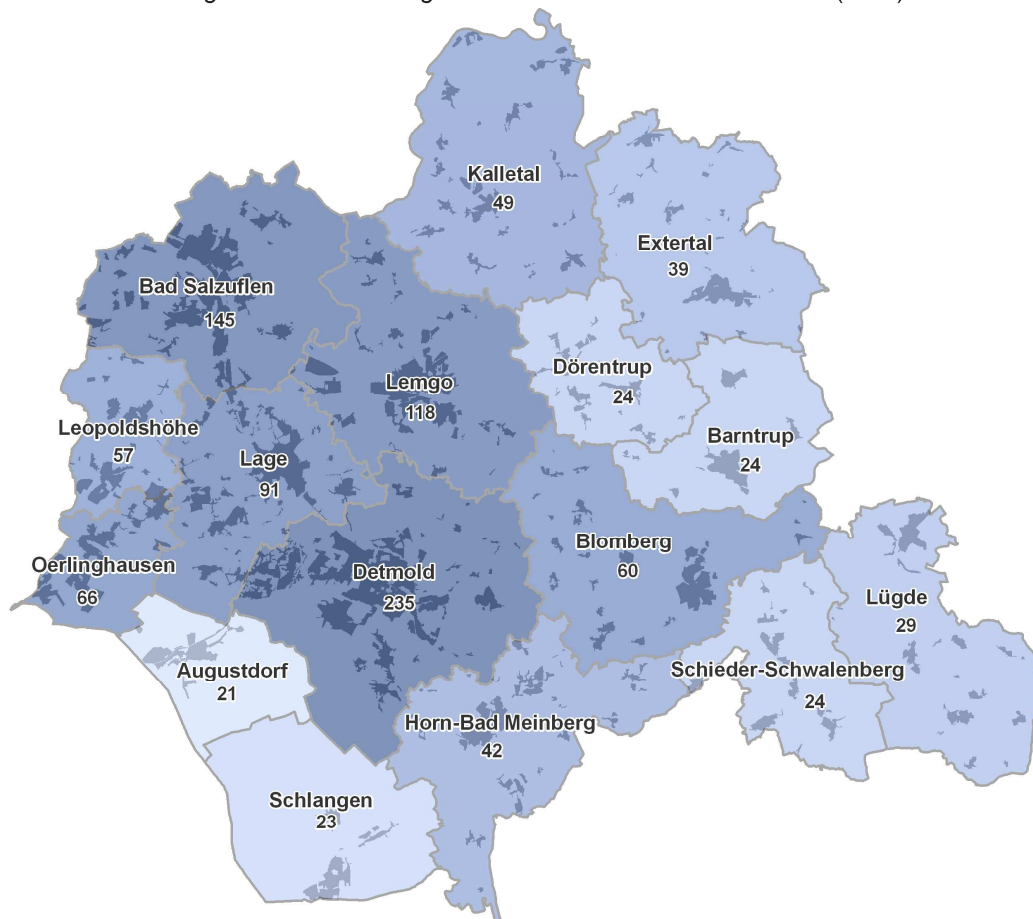 Kalletal
49
Extertal
39
Bad Salzuflen
145
Dörentrup
24
Lemgo
118
Leopoldshöhe
57
Barntrup
24
Lage
91
Blomberg
60
Oerlinghausen
66
Detmold
235
Lügde
29
Augustdorf
21
Schieder-Schwalenberg
24
Horn-Bad Meinberg
42
Schlangen
23